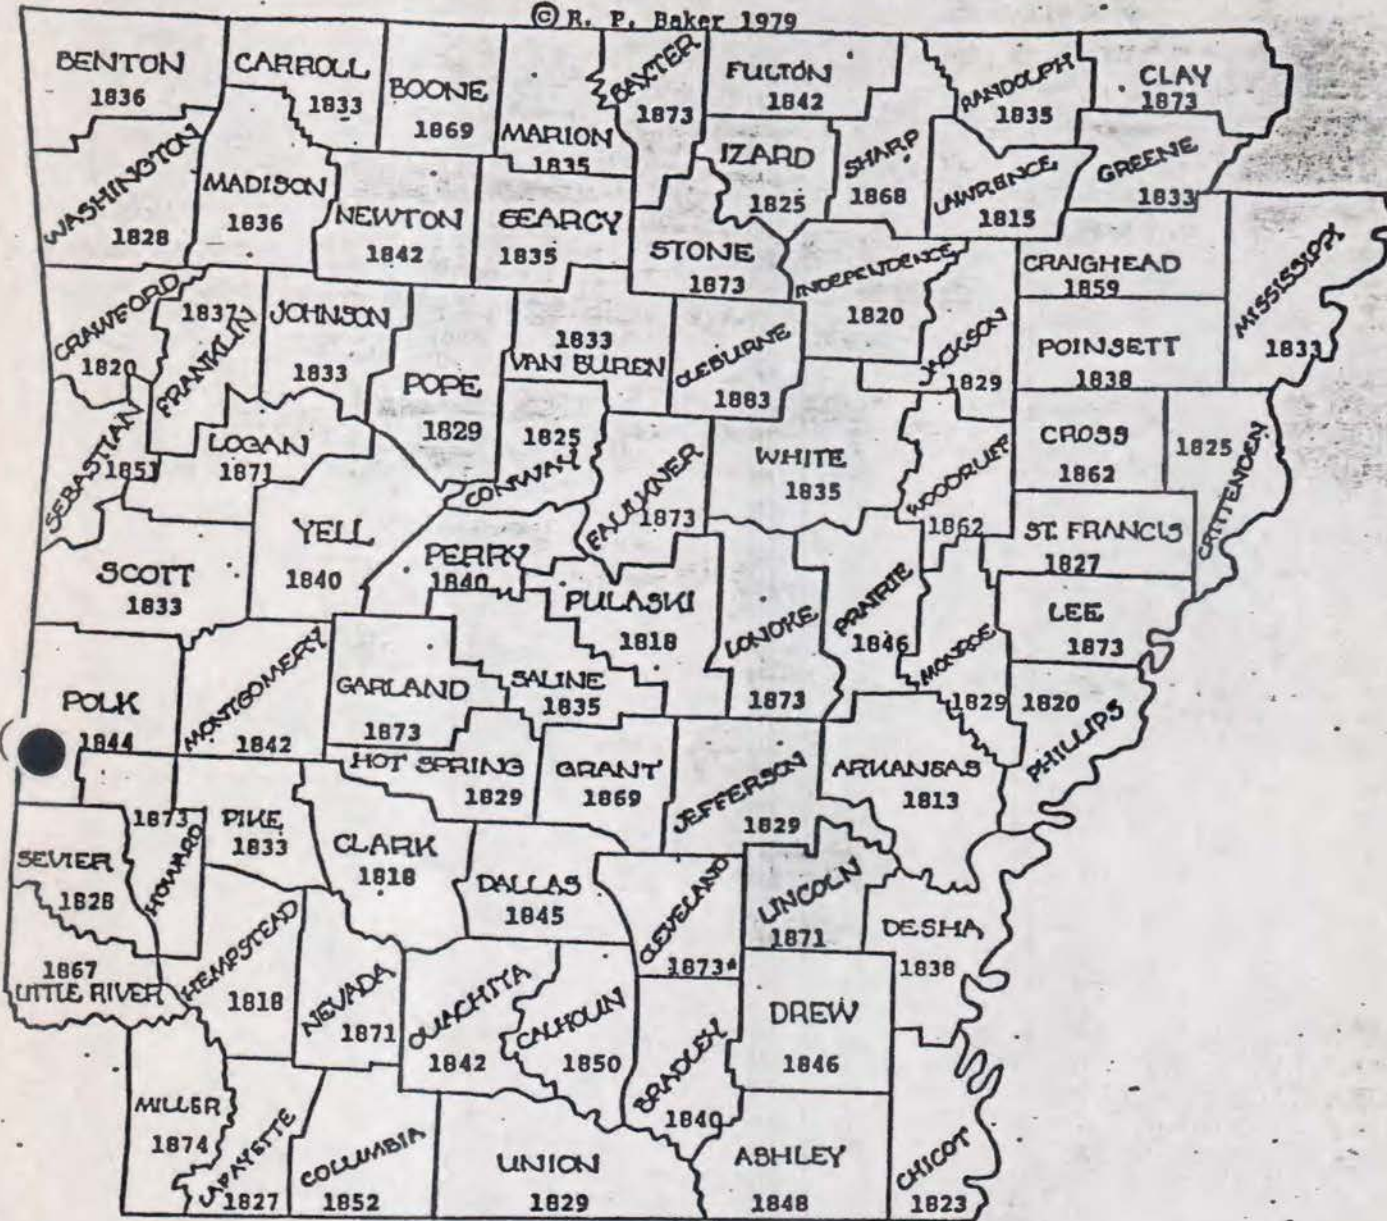 © R. P. Baker 1979
BENTON
1836
CARROLL
1833
BOONE
1869
MARION
1835
BAXTER
1873
FULTON
1842
RANDOLPH
1835
CLAY
1873
WASHINGTON
1828
MADISON
1836
NEWTON
1842
SEARCY
1835
IZARD
1825
SHARP
1868
LAWRENCE
1815
GREENE
1833
STONE
1873
INDEPENDENCE
1820
CRAIGHEAD
1859
MISSISSIPPI
1833
CRAWFORD
1820
1837
FRANKLIN
JOHNSON
1833
POPE
1829
1833
VAN BUREN
CLEBURNE
1883
JACKSON
1829
POINSETT
1838
SEBASTIAN
1851
LOGAN
1871
1825
CONWAY
FAULKNER
1873
WHITE
1835
WOODRUFF
1862
CROSS
1862
1825
CRITTENDEN
SCOTT
1833
YELL
1840
PERRY
1840
PULASKI
1818
LONOKE
1873
PRAIRIE
1846
MONROE
1829
ST. FRANCIS
1827
LEE
1873
POLK
1844
MONTGOMERY
1842
GARLAND
1873
SALINE
1835
1820
PHILLIPS
HOT SPRING
1829
GRANT
1869
JEFFERSON
1829
ARKANSAS
1813
SEVIER
1828
1873
HOWARD
PIKE
1833
CLARK
1818
DALLAS
1845
CLEVELAND
1873*
LINCOLN
1871
DESHA
1838
1867
LITTLE RIVER
HEMPSTEAD
1818
NEVADA
1871
OUACHITA
1842
CALHOUN
1850
BRADLEY
1840
DREW
1846
MILLER
1874
LAFAYETTE
1827
COLUMBIA
1852
UNION
1829
ASHLEY
1848
CHICOT
1823